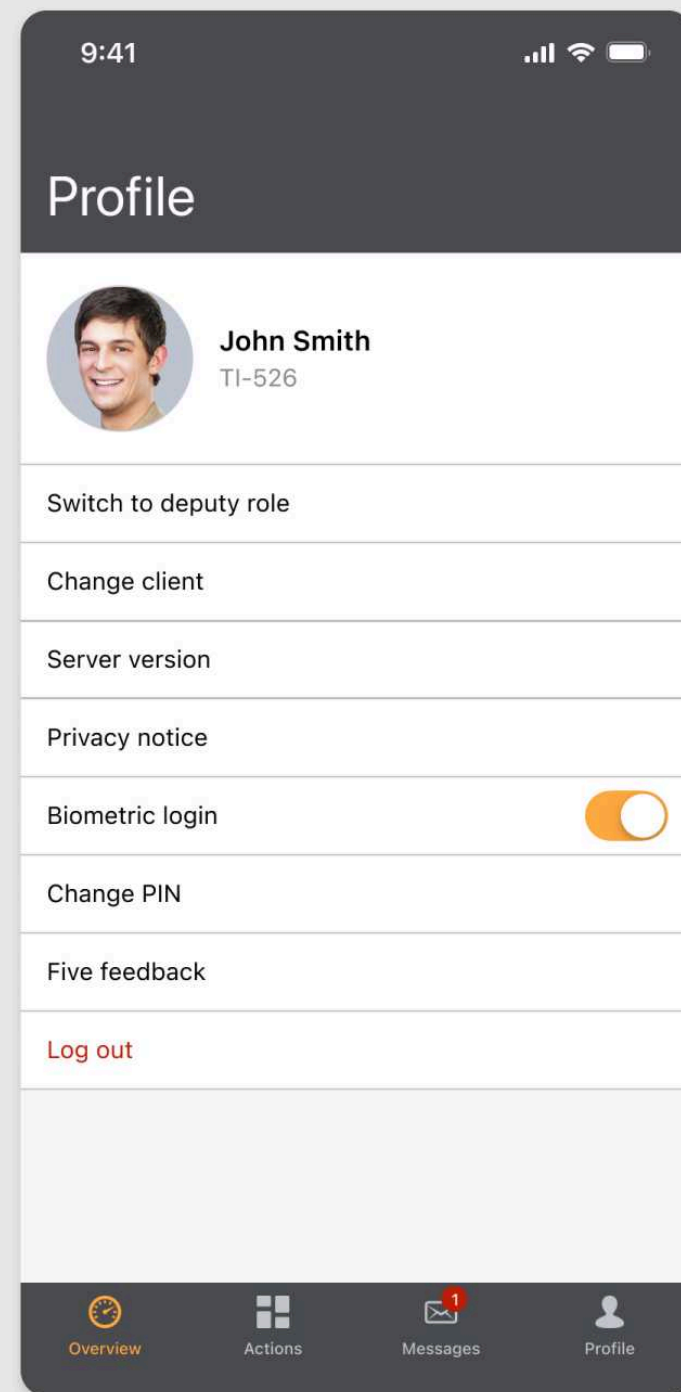 9:41
Profile
John Smith
TI-526
Switch to deputy role
Change client
Server version
Privacy notice
Biometric login
Change PIN
Five feedback
Log out
1
Overview
Actions
Messages
Profile